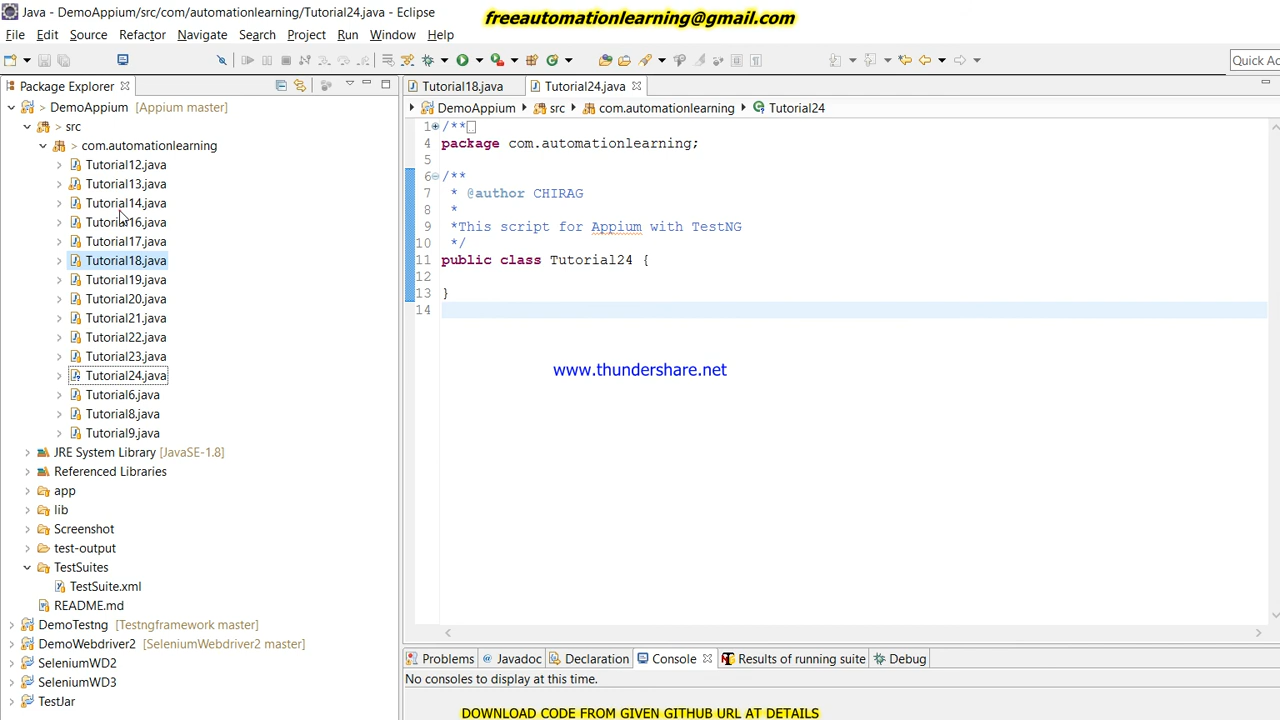 Java - DemoAppium/src/com/automationlearning/Tutorial24.java - Eclipse
freeautomationlearning@gmail.com
File Edit Source Refactor Navigate Search Project Run Window Help
Quick Ac
Package Explorer
Tutorial18.java Tutorial24.java
> DemoAppium [Appium master]
DemoAppium src com.automationlearning Tutorial24
> src
> com.automationlearning
Tutorial12.java
Tutorial13.java
Tutorial14.java
Tutorial16.java
Tutorial17.java
Tutorial18.java
Tutorial19.java
Tutorial20.java
Tutorial21.java
Tutorial22.java
Tutorial23.java
Tutorial24.java
Tutorial6.java
Tutorial8.java
Tutorial9.java
JRE System Library [JavaSE-1.8]
Referenced Libraries
app
lib
Screenshot
test-output
TestSuites
TestSuite.xml
README.md
DemoTestng [Testngframework master]
DemoWebdriver2 [SeleniumWebdriver2 master]
SeleniumWD2
SeleniumWD3
TestJar
1 /**
4 package com.automationlearning;
5
6 /**
7 * @author CHIRAG
8 *
9 *This script for Appium with TestNG
10 */
11 public class Tutorial24 {
12
13 }
14
www.thundershare.net
Problems Javadoc Declaration Console Results of running suite Debug
No consoles to display at this time.
DOWNLOAD CODE FROM GIVEN GITHUB URL AT DETAILS